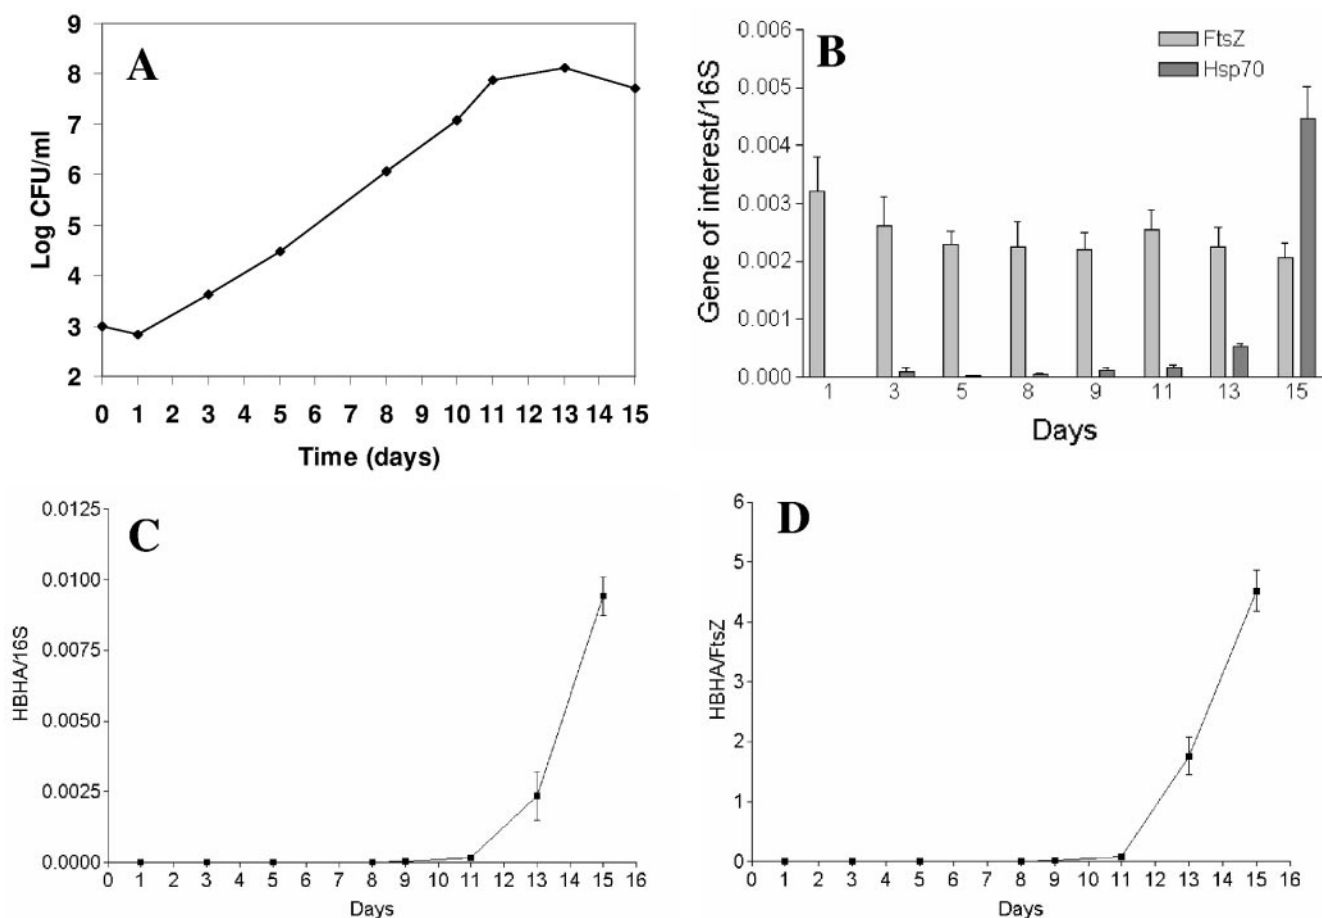 A
9
8
7
6
5
4
3
2
Log CFU/ml
0 1 2 3 4 5 6 7 8 9 10 11 12 13 14 15
Time (days)
B
FtsZ
Hsp70
0.006
0.005
0.004
0.003
0.002
0.001
0.000
Gene of interest/16S
1 3 5 8 9 11 13 15
Days
C
0.0125
0.0100
0.0075
0.0050
0.0025
0.0000
HBHA/16S
0 1 2 3 4 5 6 7 8 9 10 11 12 13 14 15 16
Days
D
6
5
4
3
2
1
0
HBHA/FtsZ
0 1 2 3 4 5 6 7 8 9 10 11 12 13 14 15 16
Days